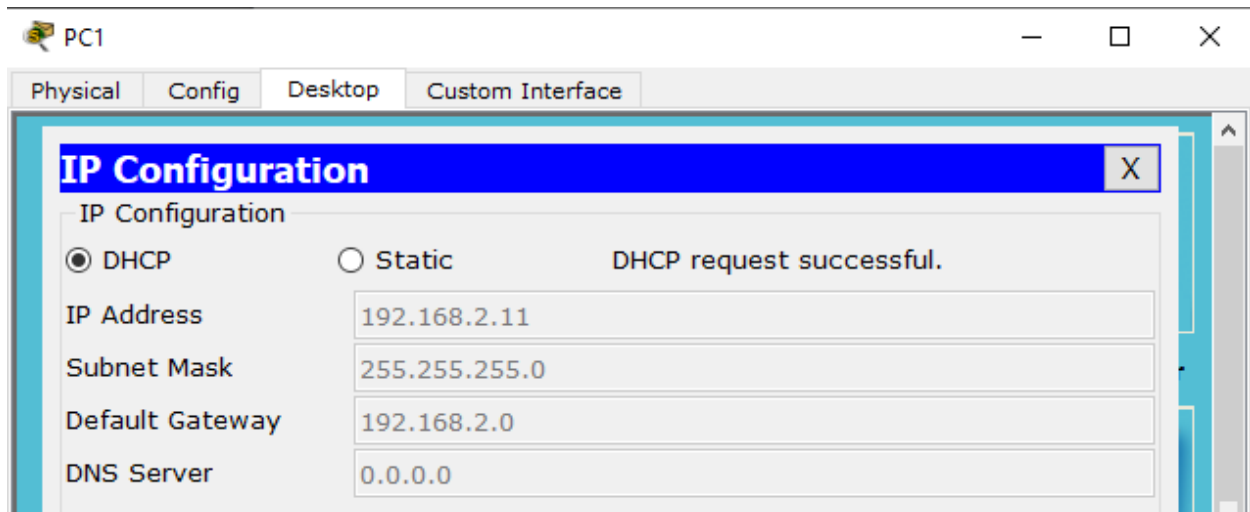 PC1
Physical Config Desktop Custom Interface
IP Configuration X
IP Configuration
DHCP Static DHCP request successful.
IP Address 192.168.2.11
Subnet Mask 255.255.255.0
Default Gateway 192.168.2.0
DNS Server 0.0.0.0